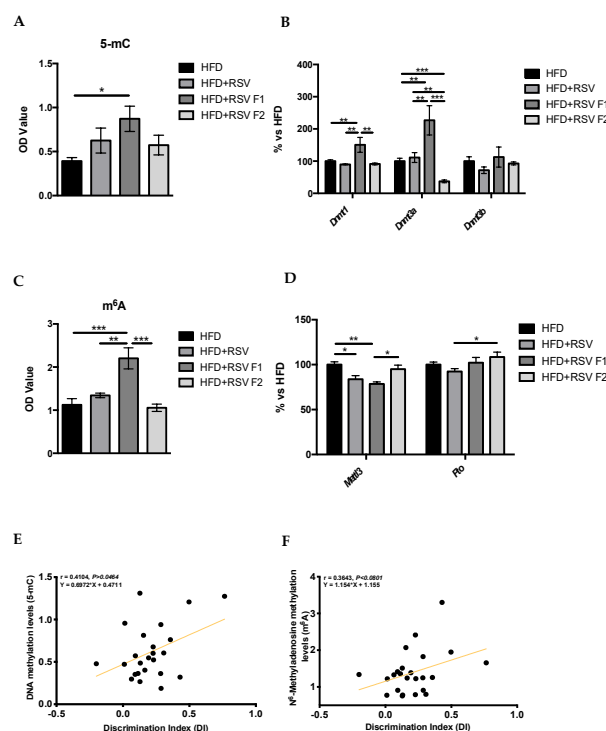 A
5-mC
OD Value
1.5
1.0
0.5
0.0
*
HFD
HFD+RSV
HFD+RSV F1
HFD+RSV F2
B
% vs HFD
400
300
200
100
0
**
**
**
***
**
**
***
HFD
HFD+RSV
HFD+RSV F1
HFD+RSV F2
Dnmt1
Dnmt3a
Dnmt3b
C
m⁶A
OD Value
3
2
1
0
***
**
***
HFD
HFD+RSV
HFD+RSV F1
HFD+RSV F2
D
% vs HFD
150
100
50
0
**
*
*
*
HFD
HFD+RSV
HFD+RSV F1
HFD+RSV F2
Mettl3
Fto
E
r = 0.4104, P>0.0464
Y = 0.6972*X + 0.4711
DNA methylation levels (5-mC)
1.5
1.0
0.5
0.0
-0.5
0.0
0.5
1.0
Discrimination Index (DI)
F
r = 0.3643, P<0.0801
Y = 1.154*X + 1.155
N⁶-Methyladenosine methylation
levels (m⁶A)
4
3
2
1
-0.5
0.0
0.5
1.0
Discrimination Index (DI)